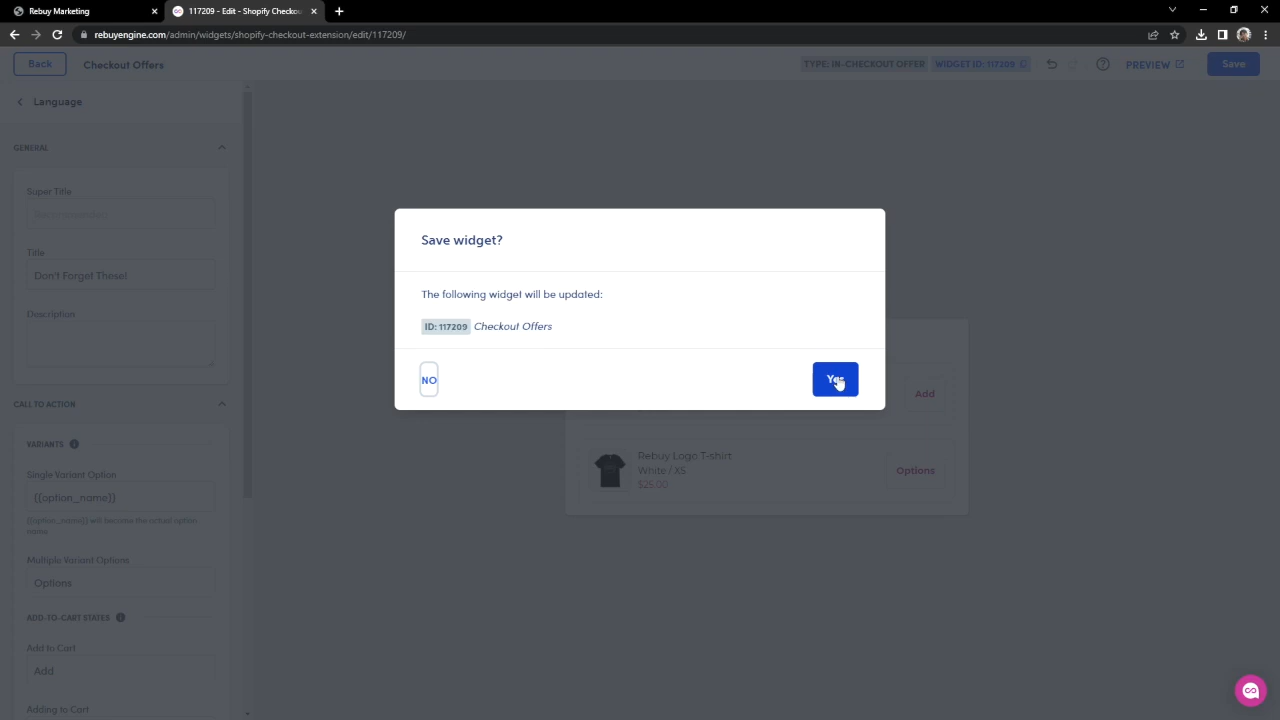 Rebuy Marketing
117209 - Edit - Shopify Checkou
rebuyengine.com/admin/widgets/shopify-checkout-extension/edit/117209/
Back
Checkout Offers
TYPE: IN-CHECKOUT OFFER
WIDGET ID: 117209
PREVIEW
Save
Language
GENERAL
Super Title
Title
Don't Forget These!
Description
CALL TO ACTION
VARIANTS
Single Variant Option
{{option_name}}
{{option_name}} will become the actual option
name
Multiple Variant Options
Options
ADD-TO-CART STATES
Add to Cart
Add
Adding to Cart
Save widget?
The following widget will be updated:
ID: 117209 Checkout Offers
NO
Yes
Add
Rebuy Logo T-shirt
White / XS
$25.00
Options